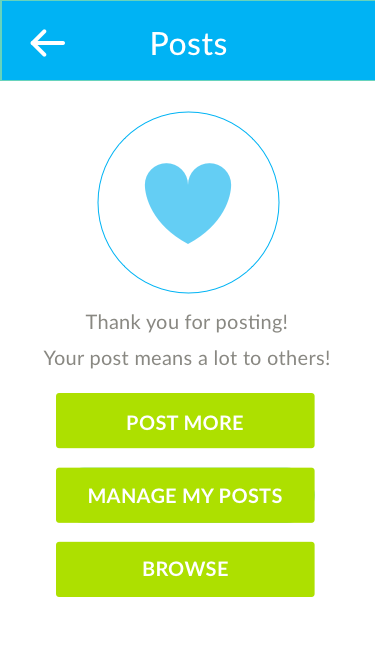 Posts
Thank you for posting!
Your post means a lot to others!
POST MORE
MANAGE MY POSTS
BROWSE